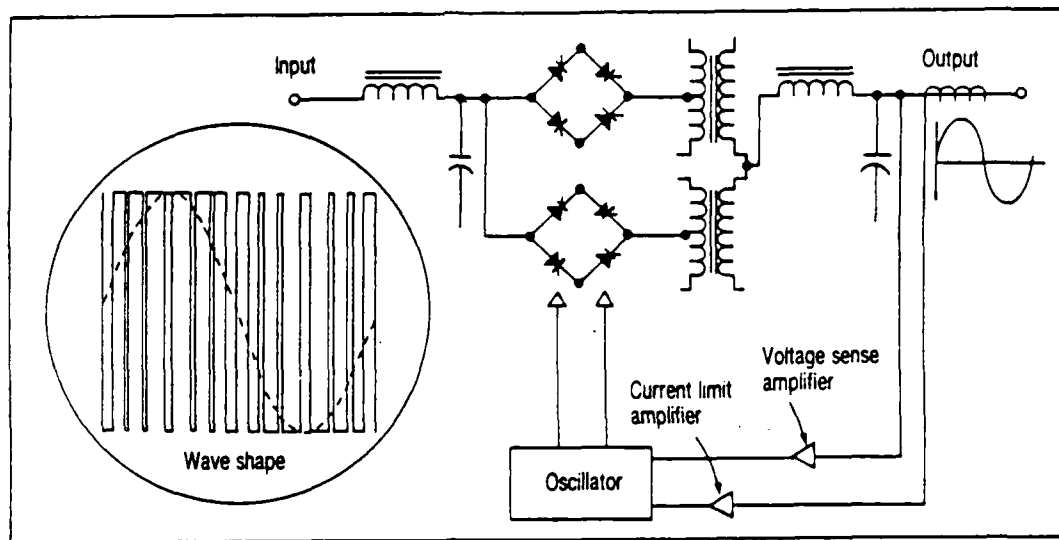 Input
Output
Voltage sense
amplifier
Current limit
amplifier
Wave shape
Oscillator